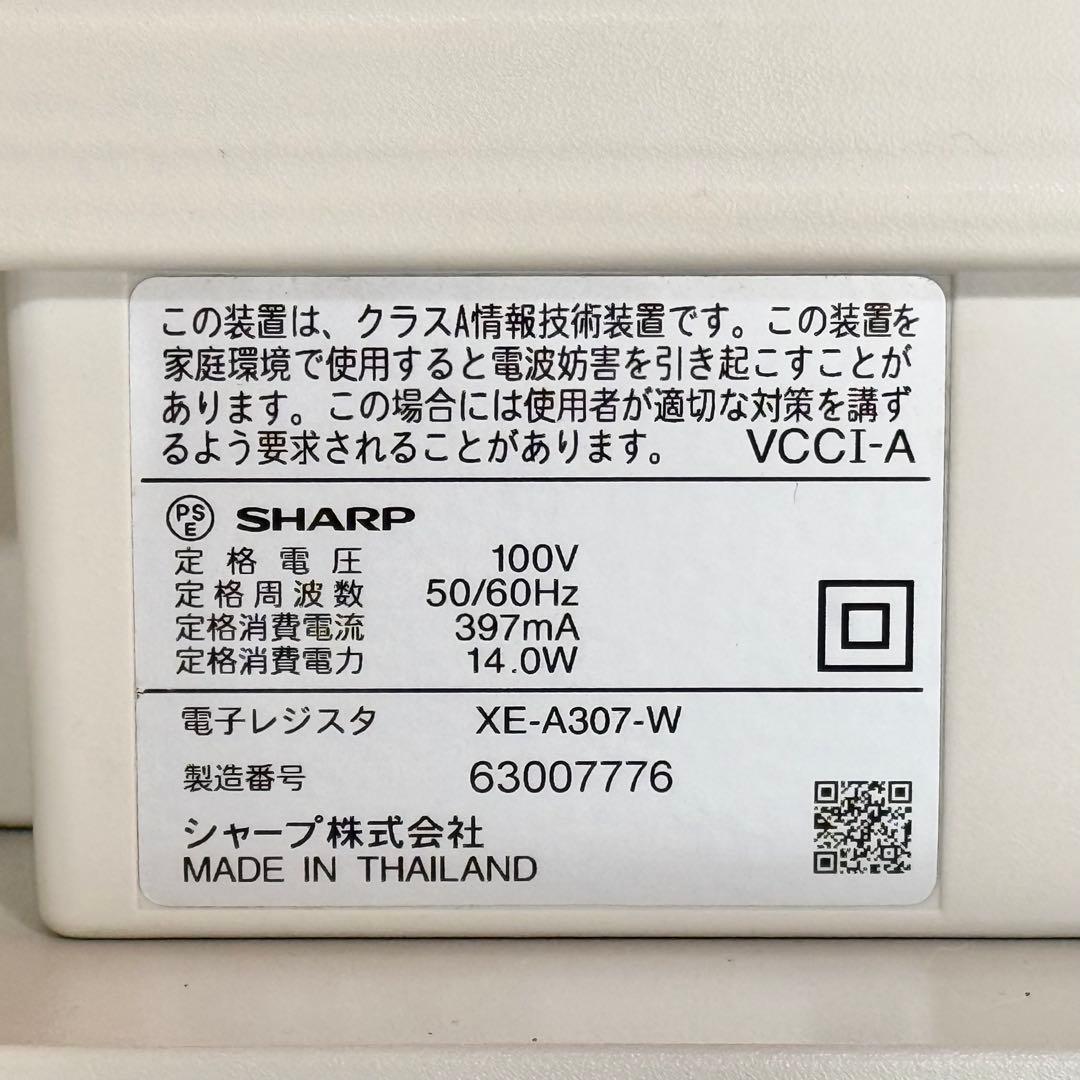 この装置は、クラスA情報技術装置です。この装置を
家庭環境で使用すると電波妨害を引き起こすことが
あります。この場合には使用者が適切な対策を講ず
るよう要求されることがあります。 VCCI-A
PSE SHARP
定格電圧 100V
定格周波数 50/60Hz
定格消費電流 397mA
定格消費電力 14.0W
電子レジスタ XE-A307-W
製造番号 63007776
シャープ株式会社
MADE IN THAILAND